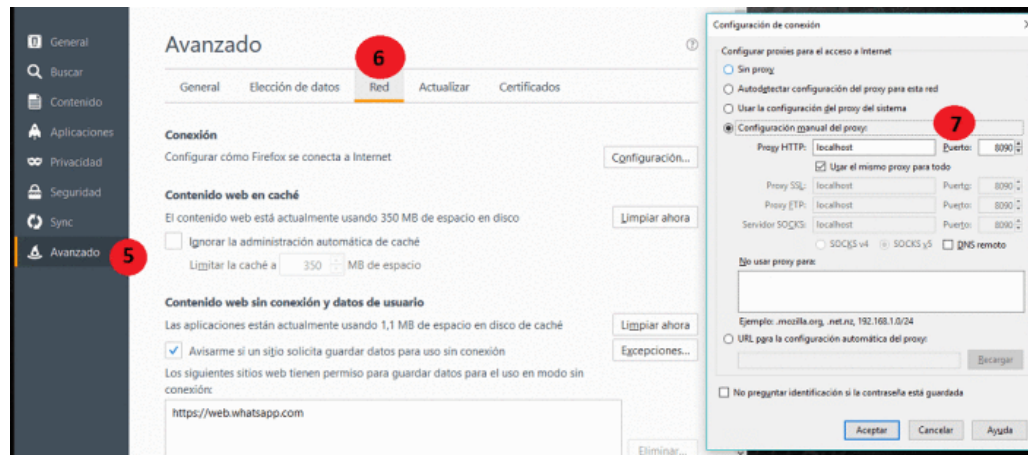 General
Buscar
Contenido
Aplicaciones
Privacidad
Seguridad
Sync
Avanzado
5
Avanzado
6
General Elección de datos Red Actualizar Certificados
Conexión
Configurar cómo Firefox se conecta a Internet Configuración...
Contenido web en caché
El contenido web está actualmente usando 350 MB de espacio en disco Limpiar ahora
Ignorar la administración automática de caché
Limitar la caché a 350 MB de espacio
Contenido web sin conexión y datos de usuario
Las aplicaciones están actualmente usando 1,1 MB de espacio en disco de caché Limpiar ahora
Avisarme si un sitio solicita guardar datos para uso sin conexión Excepciones...
Los siguientes sitios web tienen permiso para guardar datos para el uso en modo sin
conexión:
https://web.whatsapp.com
Eliminar...
Configuración de conexión
Configurar proxies para el acceso a Internet
Sin proxy
Autodetectar configuración del proxy para esta red
Usar la configuración del proxy del sistema
Configuración manual del proxy:
7
Proxy HTTP: localhost Puerto: 8090
Usar el mismo proxy para todo
Proxy SSL: localhost Puerto: 8090
Proxy FTP: localhost Puerto: 8090
Servidor SOCKS: localhost Puerto: 8090
SOCKS v4 SOCKS v5 DNS remoto
No usar proxy para:
Ejemplo: .mozilla.org, .net.nz, 192.168.1.0/24
URL para la configuración automática del proxy:
Recargar
No preguntar identificación si la contraseña está guardada
Aceptar Cancelar Ayuda